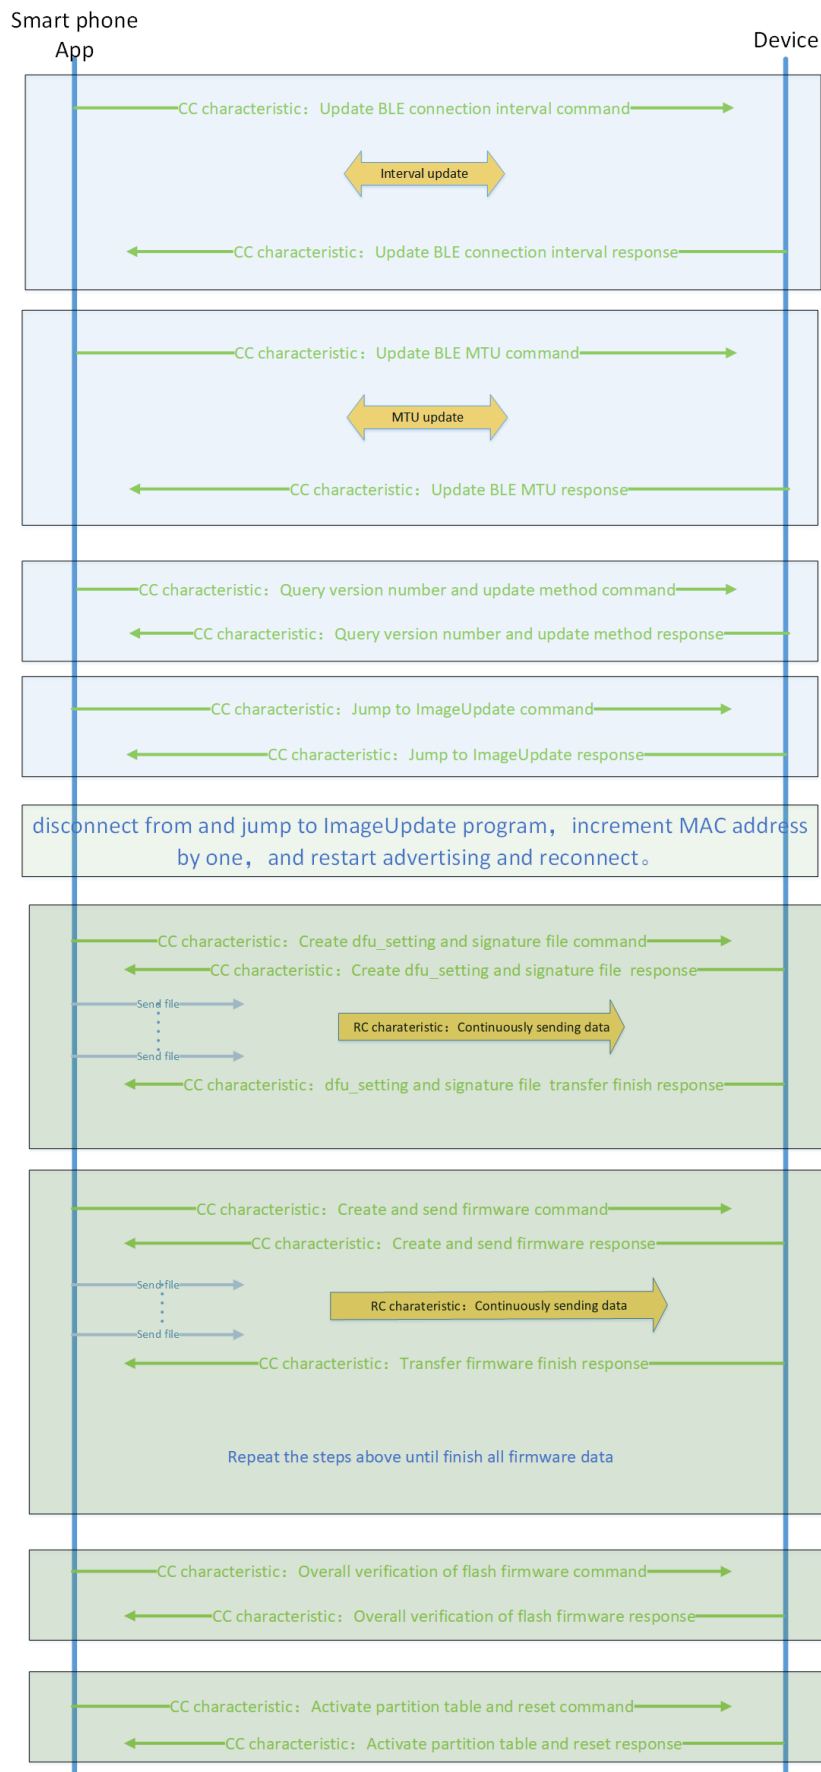 Smart phone
App
Device
CC characteristic：Update BLE connection interval command
Interval update
CC characteristic：Update BLE connection interval response
CC characteristic：Update BLE MTU command
MTU update
CC characteristic：Update BLE MTU response
CC characteristic：Query version number and update method command
CC characteristic：Query version number and update method response
CC characteristic：Jump to ImageUpdate command
CC characteristic：Jump to ImageUpdate response
disconnect from and jump to ImageUpdate program，increment MAC address
by one，and restart advertising and reconnect。
CC characteristic：Create dfu_setting and signature file command
CC characteristic：Create dfu_setting and signature file  response
Send file
RC charateristic：Continuously sending data
Send file
CC characteristic：dfu_setting and signature file  transfer finish response
CC characteristic：Create and send firmware command
CC characteristic：Create and send firmware response
Send file
RC charateristic：Continuously sending data
Send file
CC characteristic：Transfer firmware finish response
Repeat the steps above until finish all firmware data
CC characteristic：Overall verification of flash firmware command
CC characteristic：Overall verification of flash firmware response
CC characteristic：Activate partition table and reset command
CC characteristic：Activate partition table and reset response